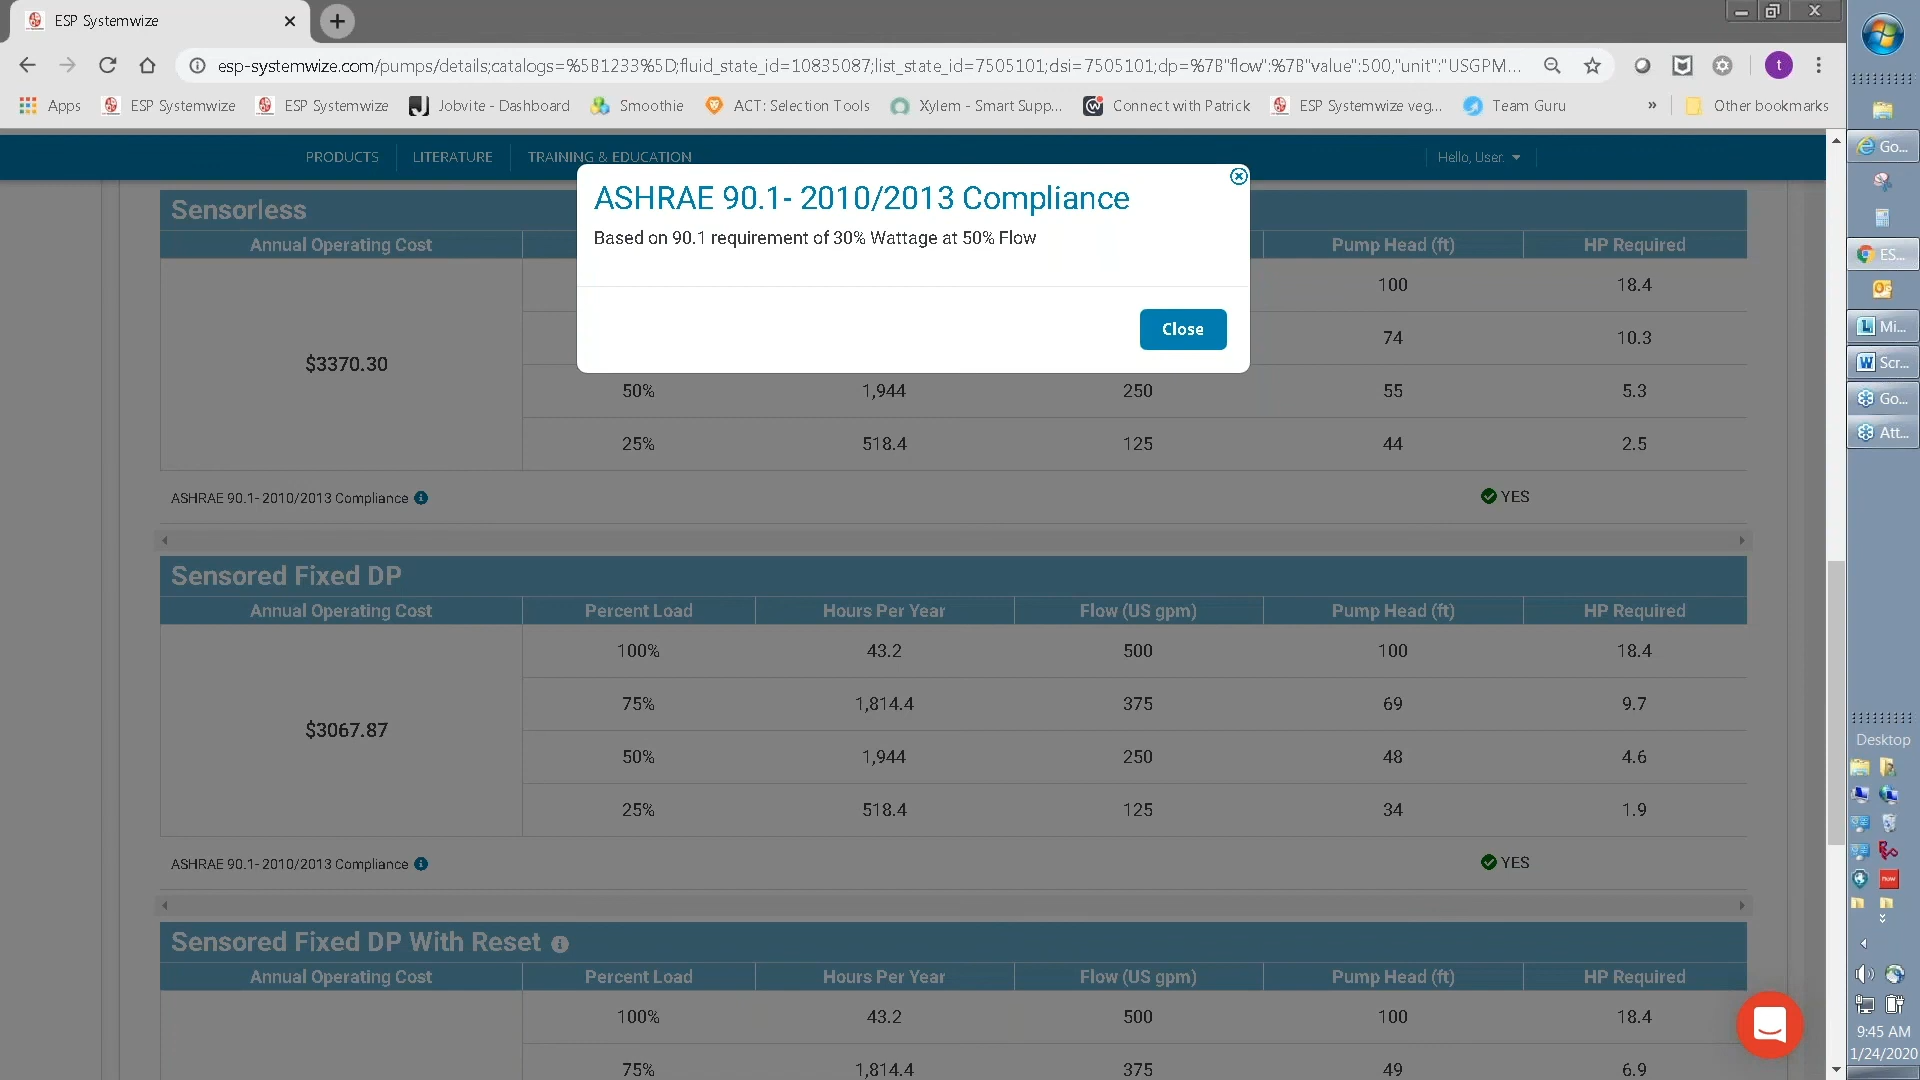 ESP Systemwize
esp-systemwize.com/pumps/details;catalogs=%5B1233%5D;fluid_state_id=10835087;list_state_id=7505101;dsi=7505101;dp=%7B"flow":%7B"value":500,"unit":"USGPM...
t
Apps ESP Systemwize ESP Systemwize Jobvite - Dashboard Smoothie ACT: Selection Tools Xylem - Smart Supp... Connect with Patrick ESP Systemwize veg... Team Guru » Other bookmarks
PRODUCTS LITERATURE TRAINING & EDUCATION Hello, User.
ASHRAE 90.1- 2010/2013 Compliance
Based on 90.1 requirement of 30% Wattage at 50% Flow
Close
Sensorless
Annual Operating Cost Pump Head (ft) HP Required
100 18.4
74 10.3
$3370.30
50% 1,944 250 55 5.3
25% 518.4 125 44 2.5
ASHRAE 90.1- 2010/2013 Compliance YES
Sensored Fixed DP
Annual Operating Cost Percent Load Hours Per Year Flow (US gpm) Pump Head (ft) HP Required
100% 43.2 500 100 18.4
75% 1,814.4 375 69 9.7
$3067.87
50% 1,944 250 48 4.6
25% 518.4 125 34 1.9
ASHRAE 90.1- 2010/2013 Compliance YES
Sensored Fixed DP With Reset
Annual Operating Cost Percent Load Hours Per Year Flow (US gpm) Pump Head (ft) HP Required
100% 43.2 500 100 18.4
75% 1,814.4 375 49 6.9
Go...
ES...
Mi...
Scr...
Go...
Att...
Desktop
9:45 AM
1/24/2020